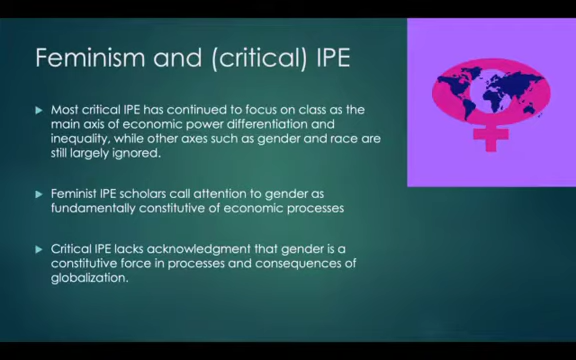 Feminism and (critical) IPE
Most critical IPE has continued to focus on class as the
main axis of economic power differentiation and
inequality, while other axes such as gender and race are
still largely ignored.
Feminist IPE scholars call attention to gender as
fundamentally constitutive of economic processes
Critical IPE lacks acknowledgment that gender is a
constitutive force in processes and consequences of
globalization.